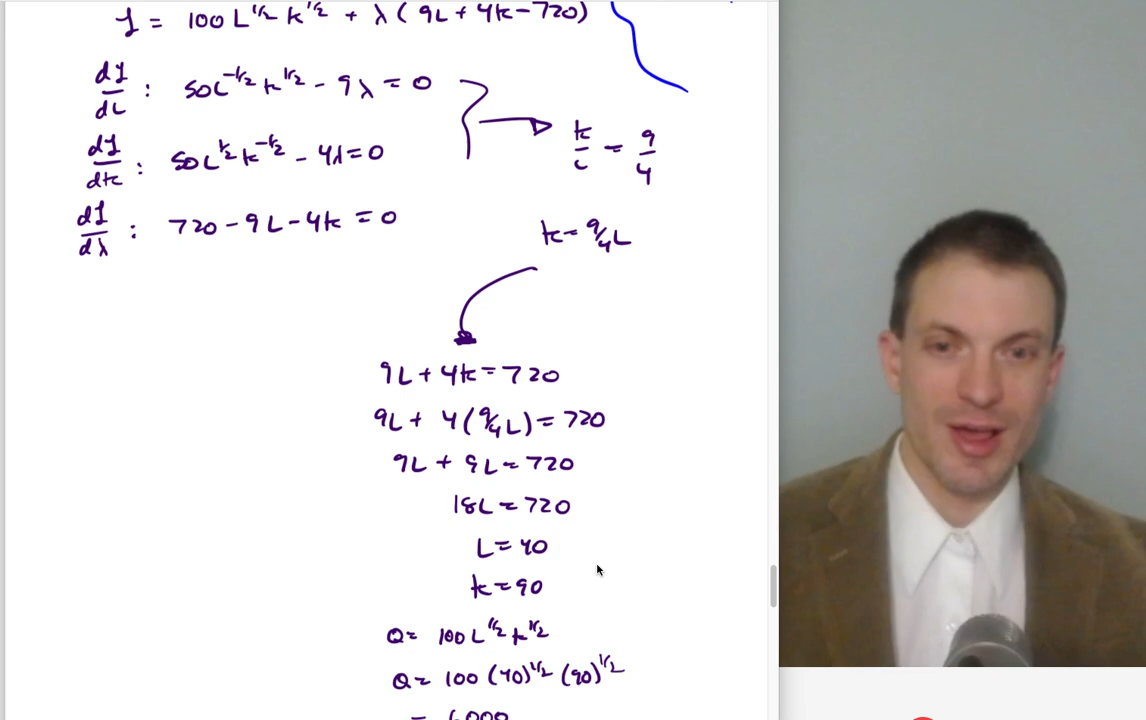 ℒ = 100 L^1/2 K^1/2 + λ ( 9L + 4K - 720 )
dℒ/dL : 50L^-1/2 K^1/2 - 9λ = 0
K/L = 9/4
dℒ/dK : 50L^1/2 K^-1/2 - 4λ = 0
dℒ/dλ : 720 - 9L - 4K = 0
K = 9/4 L
9L + 4K = 720
9L + 4(9/4 L) = 720
9L + 9L = 720
18L = 720
L = 40
K = 90
Q = 100 L^1/2 K^1/2
Q = 100 (40)^1/2 (90)^1/2
= 6000